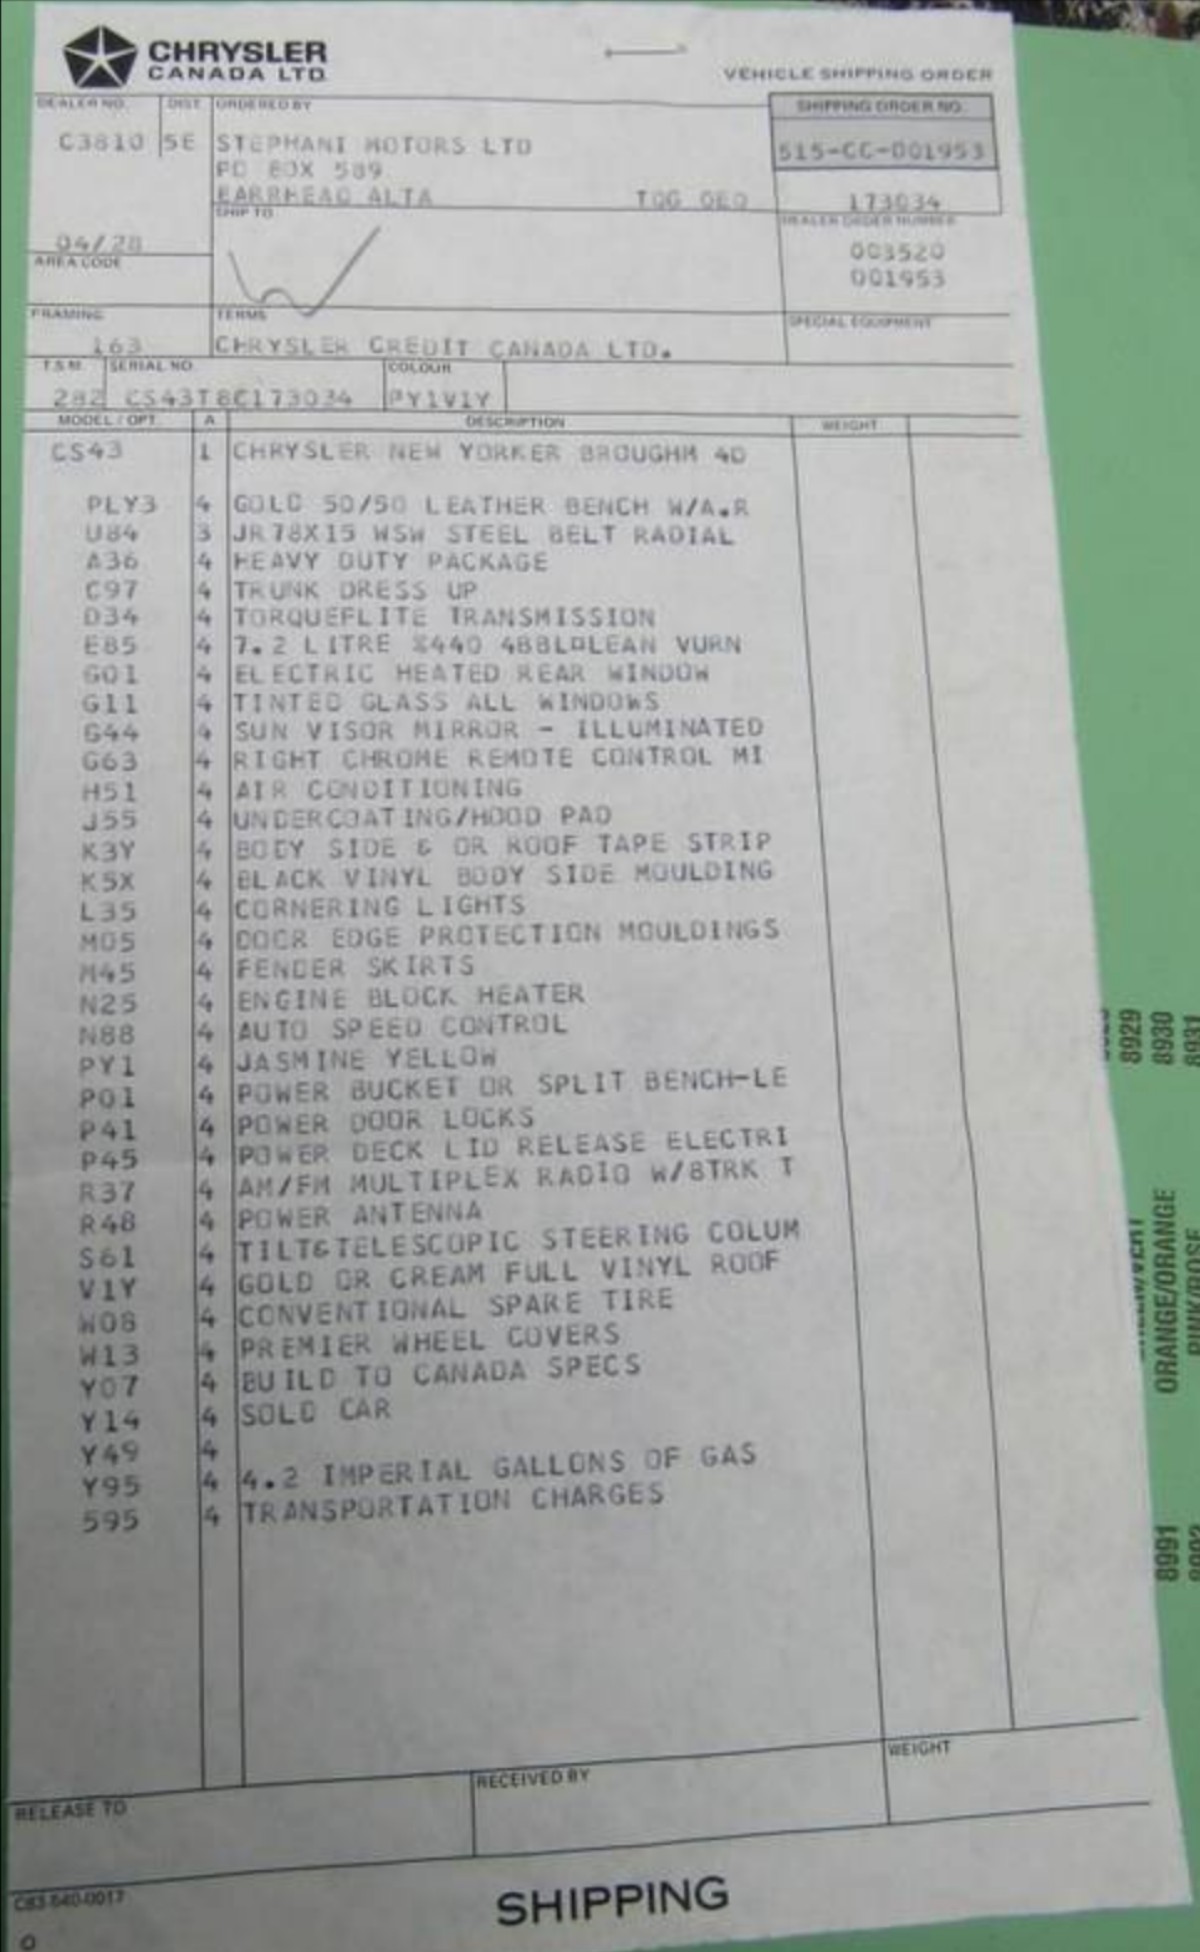 CHRYSLER
CANADA LTD.
VEHICLE SHIPPING ORDER
DEALER NO. DIST ORDERED BY SHIPPING ORDER NO.
C3810 5E STEPHANI MOTORS LTD 515-CC-001953
PO BOX 589
BARRHEAD ALTA T0G 0E0 173034
SHIP TO DEALER ORDER NUMBER
04/28 003520
AREA CODE 001953
FRAMING TERMS SPECIAL EQUIPMENT
163 CHRYSLER CREDIT CANADA LTD.
T.S.M. SERIAL NO. COLOUR
282 CS43T8C173034 PY1V1Y
MODEL / OPT. A DESCRIPTION WEIGHT
CS43 1 CHRYSLER NEW YORKER BROUGHM 4D
PLY3 4 GOLD 50/50 LEATHER BENCH W/A.R
U84 3 JR78X15 WSW STEEL BELT RADIAL
A36 4 HEAVY DUTY PACKAGE
C97 4 TRUNK DRESS UP
D34 4 TORQUEFLITE TRANSMISSION
E85 4 7.2 LITRE %440 4BBL¤LEAN VURN
G01 4 ELECTRIC HEATED REAR WINDOW
G11 4 TINTED GLASS ALL WINDOWS
G44 4 SUN VISOR MIRROR - ILLUMINATED
G63 4 RIGHT CHROME REMOTE CONTROL MI
H51 4 AIR CONDITIONING
J55 4 UNDERCOATING/HOOD PAD
K3Y 4 BODY SIDE & OR ROOF TAPE STRIP
K5X 4 BLACK VINYL BODY SIDE MOULDING
L35 4 CORNERING LIGHTS
M05 4 DOOR EDGE PROTECTION MOULDINGS
M45 4 FENDER SKIRTS
N25 4 ENGINE BLOCK HEATER
N88 4 AUTO SPEED CONTROL
PY1 4 JASMINE YELLOW
P01 4 POWER BUCKET OR SPLIT BENCH-LE
P41 4 POWER DOOR LOCKS
P45 4 POWER DECK LID RELEASE ELECTRI
R37 4 AM/FM MULTIPLEX RADIO W/8TRK T
R48 4 POWER ANTENNA
S61 4 TILT&TELESCOPIC STEERING COLUM
V1Y 4 GOLD OR CREAM FULL VINYL ROOF
W08 4 CONVENTIONAL SPARE TIRE
W13 4 PREMIER WHEEL COVERS
Y07 4 BUILD TO CANADA SPECS
Y14 4 SOLD CAR
Y49 4
Y95 4 4.2 IMPERIAL GALLONS OF GAS
595 4 TRANSPORTATION CHARGES
WEIGHT
RECEIVED BY
RELEASE TO
SHIPPING
8929
8930
8931
ORANGE/ORANGE
PINK/ROSE
8991